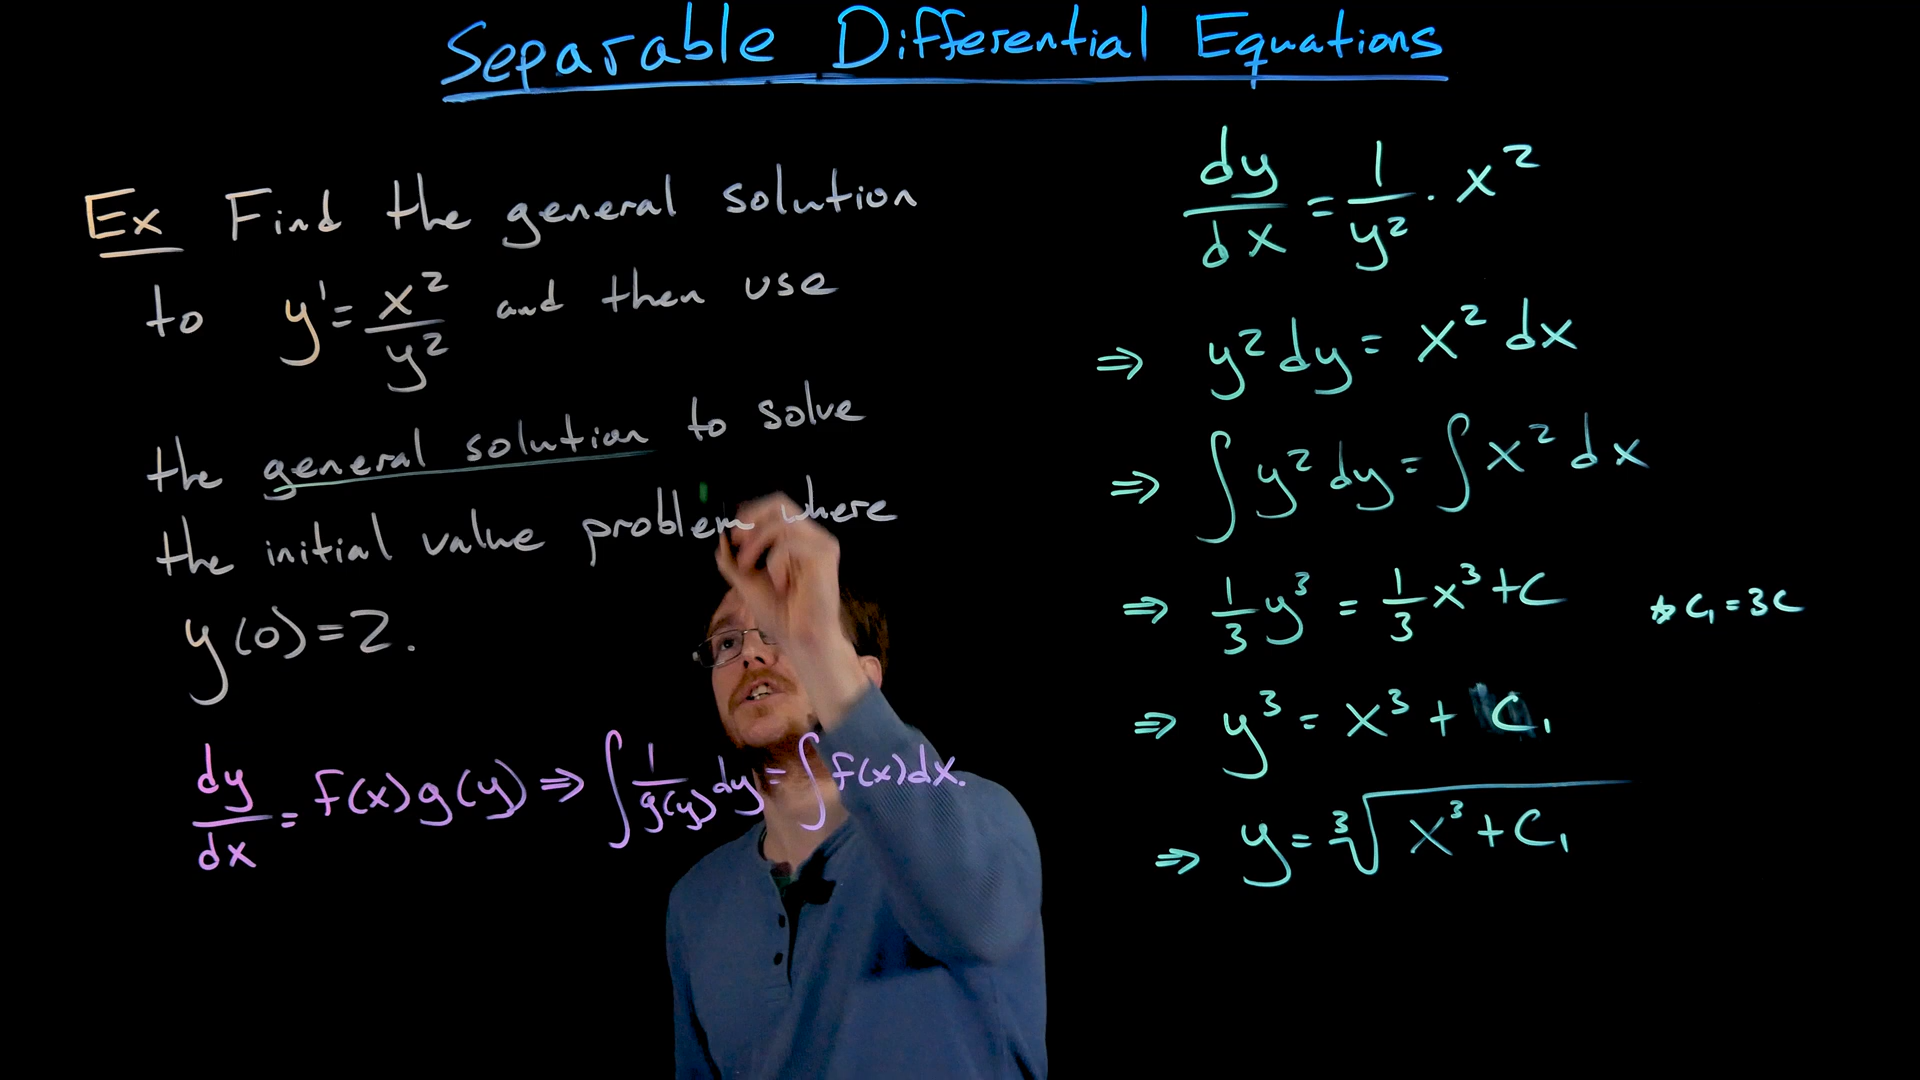 Separable Differential Equations
Ex Find the general solution
to y' = x²/y² and then use
the general solution to solve
the initial value problem where
y(0)=2.
dy/dx = f(x)g(y) ⇒ ∫ 1/g(y) dy = ∫ f(x)dx.
dy/dx = 1/y² · x²
⇒ y² dy = x² dx
⇒ ∫ y² dy = ∫ x² dx
⇒ 1/3 y³ = 1/3 x³ + C
* C₁ = 3C
⇒ y³ = x³ + C₁
⇒ y = ∛(x³ + C₁)